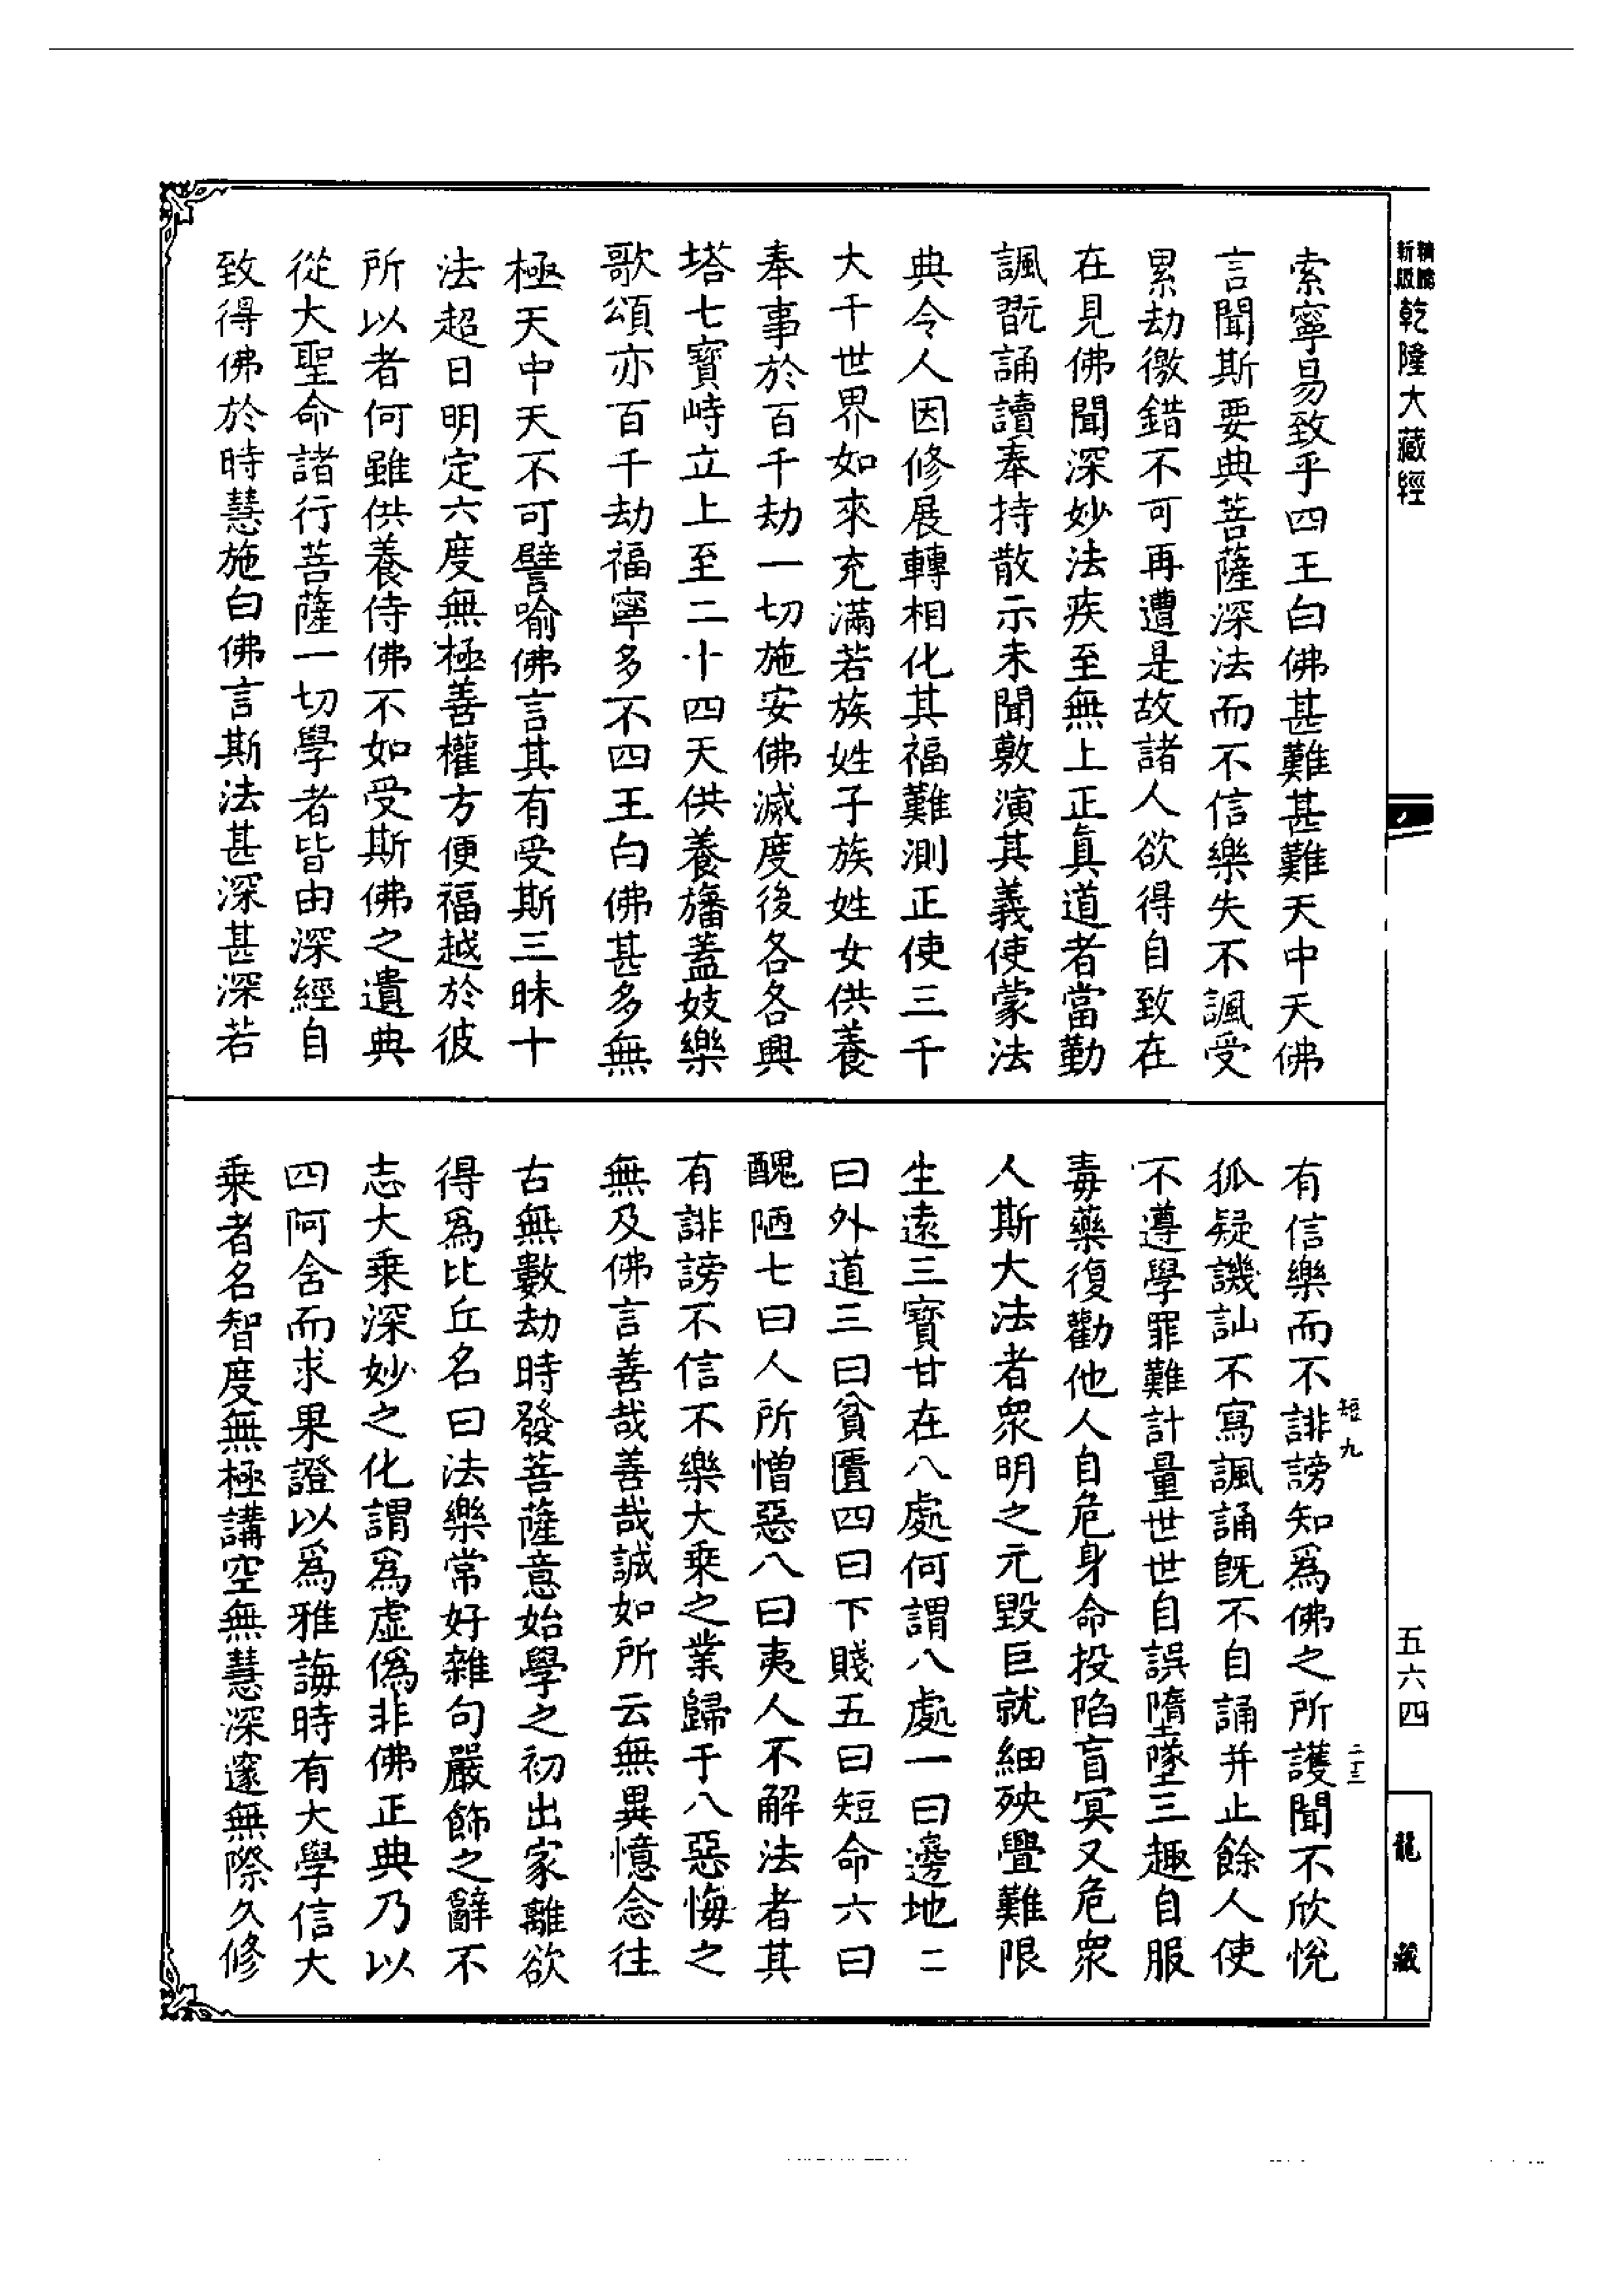 索寧易致乎四王白佛甚難甚難天中天佛
言聞斯要典菩薩深法而不信樂失不諷受
累劫徼錯不可再遭是故諸人欲得自致在
在見佛聞深妙法疾至無上正真道者當勤
諷翫誦讀奉持散示未聞敷演其義使蒙法
典令人因修展轉相化其福難測正使三千
大千世界如來充滿若族姓子族姓女供養
奉事於百千劫一切施安佛滅度後各各興
塔七寶峙立上至二十四天供養旛蓋妓樂
歌頌亦百千劫福寧多不四王白佛甚多無
極天中天不可譬喻佛言其有受斯三昧十
法超日明定六度無極善權方便福越於彼
所以者何雖供養侍佛不如受斯佛之遺典
從大聖命諸行菩薩一切學者皆由深經自
致得佛於時慧施白佛言斯法甚深甚深若
有信樂而不誹謗知為佛之所護聞不欣悅
狐疑譏訕不寫諷誦既不自誦并止餘人使
不遵學罪難計量世世自誤墮墜三趣自服
毒藥復勸他人自危身命投陷盲冥又危眾
人斯大法者眾明之元毀巨就細殃舋難限
生遠三寶甘在八處何謂八處一曰邊地二
曰外道三曰貧匱四曰下賤五曰短命六曰
醜陋七曰人所憎惡八曰夷人不解法者其
有誹謗不信不樂大乗之業歸于八惡悔之
無及佛言善哉善哉誠如所云無異憶念往
古無數劫時發菩薩意始學之初出家離欲
得為比丘名曰法樂常好雜句嚴飾之辭不
志大乗深妙之化謂為虛偽非佛正典乃以
四阿含而求果證以為雅誨時有大學信大
乗者名智度無極講空無慧深邃無際久修
短九
二十三
精縮
新版
乾隆大藏經
五六四
龍藏